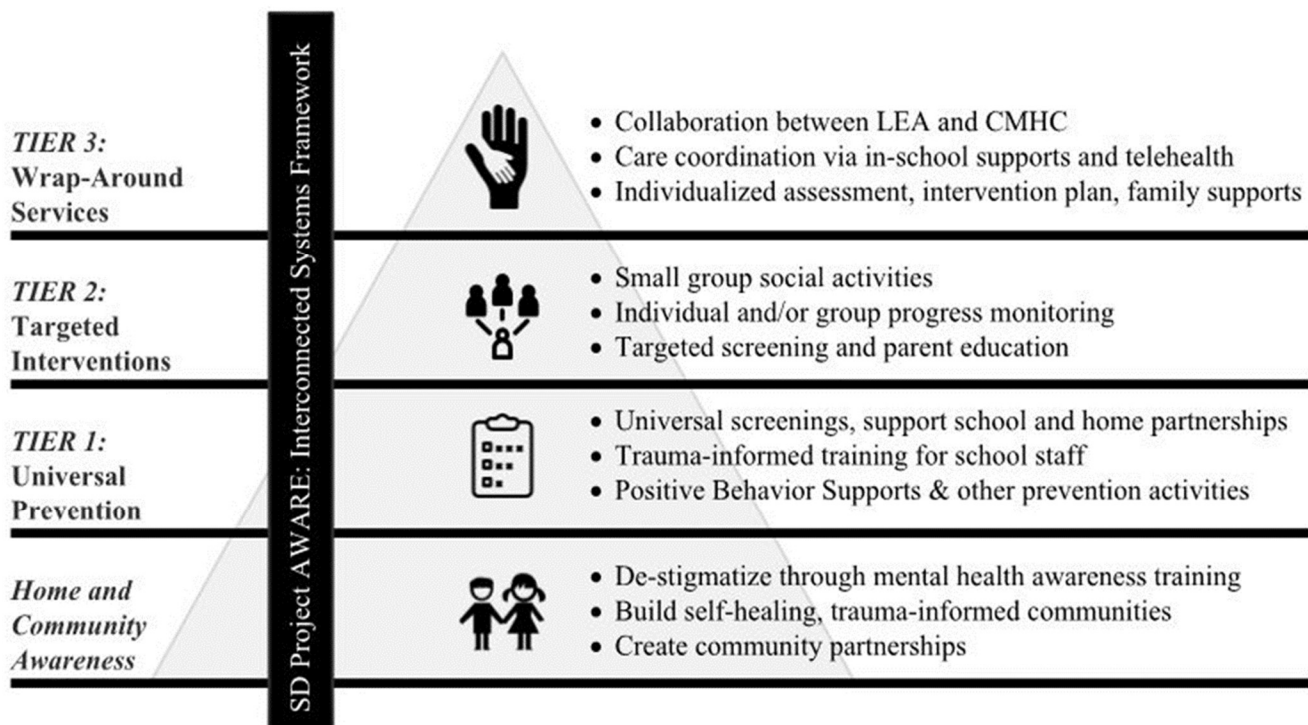 SD Project AWARE: Interconnected Systems Framework
TIER 3:
Wrap-Around
Services
• Collaboration between LEA and CMHC
• Care coordination via in-school supports and telehealth
• Individualized assessment, intervention plan, family supports
TIER 2:
Targeted
Interventions
• Small group social activities
• Individual and/or group progress monitoring
• Targeted screening and parent education
TIER 1:
Universal
Prevention
• Universal screenings, support school and home partnerships
• Trauma-informed training for school staff
• Positive Behavior Supports & other prevention activities
Home and
Community
Awareness
• De-stigmatize through mental health awareness training
• Build self-healing, trauma-informed communities
• Create community partnerships